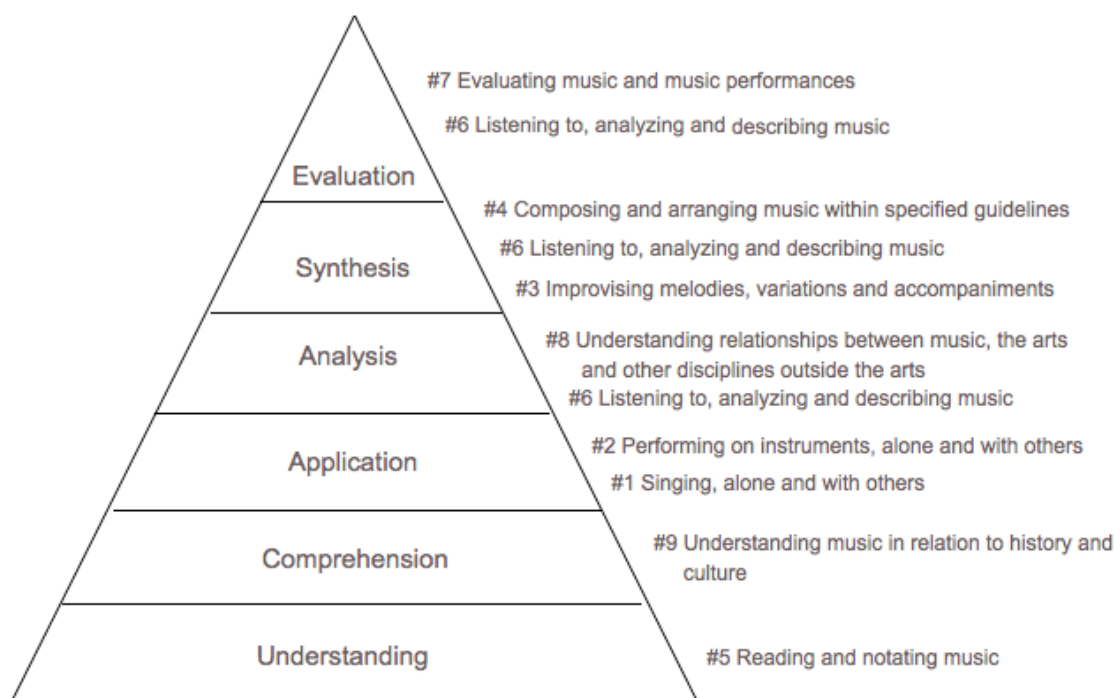 #7 Evaluating music and music performances
#6 Listening to, analyzing and describing music
Evaluation
#4 Composing and arranging music within specified guidelines
#6 Listening to, analyzing and describing music
Synthesis
#3 Improvising melodies, variations and accompaniments
#8 Understanding relationships between music, the arts
Analysis
and other disciplines outside the arts
#6 Listening to, analyzing and describing music
#2 Performing on instruments, alone and with others
Application
#1 Singing, alone and with others
#9 Understanding music in relation to history and
Comprehension
culture
Understanding
#5 Reading and notating music